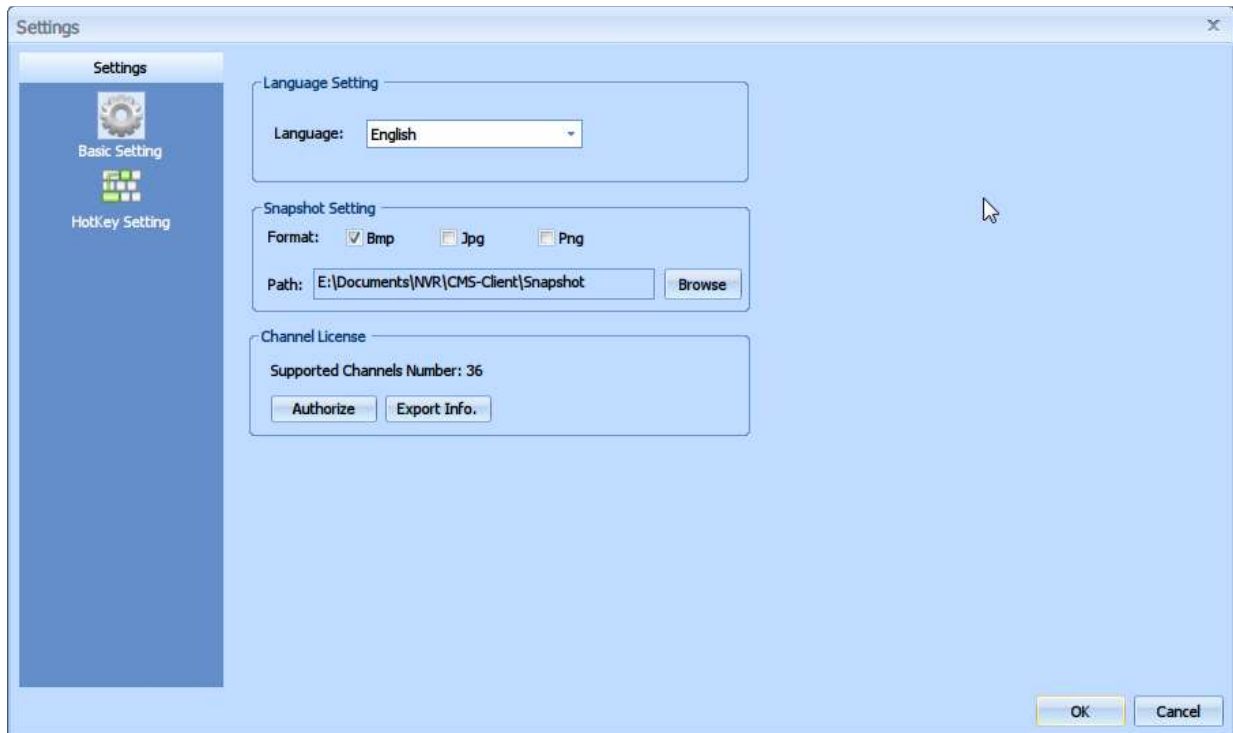 Settings
Settings
Basic Setting
HotKey Setting
Language Setting
Language: English
Snapshot Setting
Format: Bmp Jpg Png
Path: E:\Documents\NVR\CMS-Client\Snapshot Browse
Channel License
Supported Channels Number: 36
Authorize Export Info.
OK Cancel